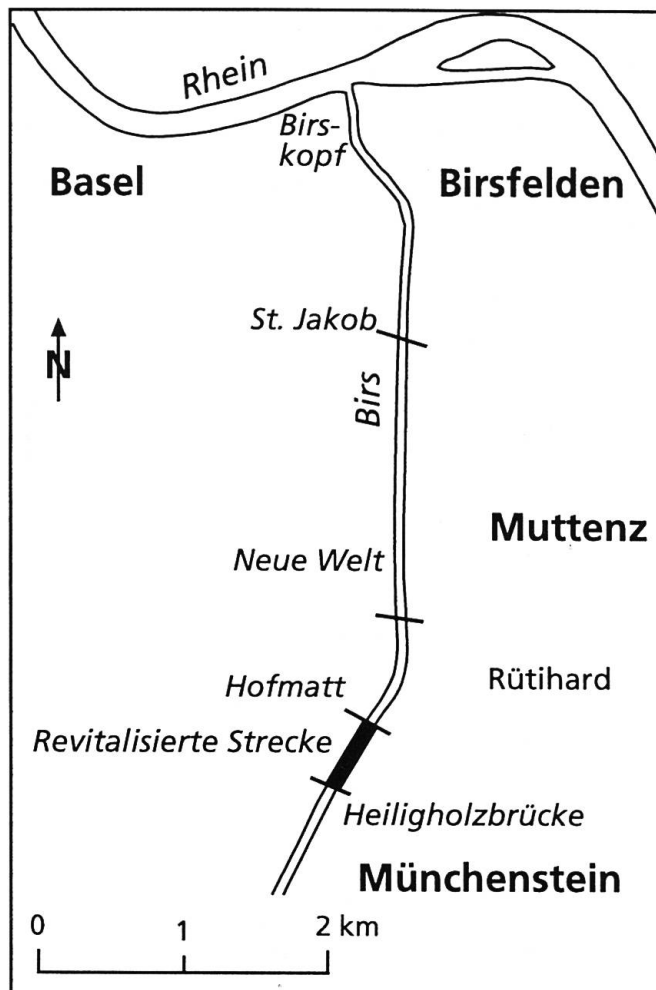 Rhein
Birs-
kopf
Basel
Birsfelden
St. Jakob
N
Birs
Muttenz
Neue Welt
Rütihard
Hofmatt
Revitalisierte Strecke
Heiligholzbrücke
Münchenstein
0 1 2 km